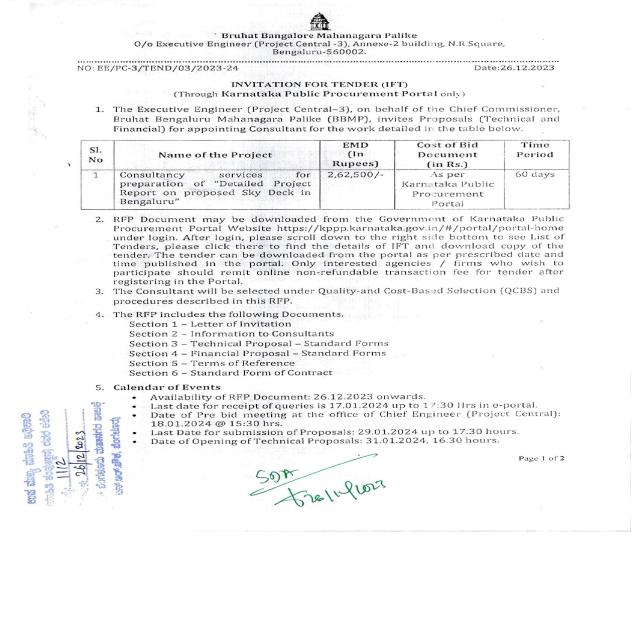 Bruhat Bangalore Mahanagara Palike
O/o Executive Engineer (Project Central -3), Annexe-2 building, N.R Square,
Bengaluru-560002.
NO: EE/PC-3/TEND/03/2023-24 Date:26.12.2023
INVITATION FOR TENDER (IFT)
(Through Karnataka Public Procurement Portal only)
1. The Executive Engineer (Project Central–3), on behalf of the Chief Commissioner,
Bruhat Bengaluru Mahanagara Palike (BBMP), invites Proposals (Technical and
Financial) for appointing Consultant for the work detailed in the table below.
Sl. No Name of the Project EMD (In Rupees) Cost of Bid Document (in Rs.) Time Period
1 Consultancy services for preparation of "Detailed Project Report on proposed Sky Deck in Bengaluru" 2,62,500/- As per Karnataka Public Procurement Portal 60 days
2. RFP Document may be downloaded from the Government of Karnataka Public
Procurement Portal Website https://kppp.karnataka.gov.in/#/portal/portal-home
under login. After login, please scroll down to the right side bottom to see List of
Tenders, please click there to find the details of IFT and download copy of the
tender. The tender can be downloaded from the portal as per prescribed date and
time published in the portal. Only interested agencies / firms who wish to
participate should remit online non-refundable transaction fee for tender after
registering in the Portal.
3. The Consultant will be selected under Quality-and Cost-Based Selection (QCBS) and
procedures described in this RFP.
4. The RFP includes the following Documents.
Section 1 – Letter of Invitation
Section 2 – Information to Consultants
Section 3 – Technical Proposal – Standard Forms
Section 4 – Financial Proposal – Standard Forms
Section 5 – Terms of Reference
Section 6 – Standard Form of Contract
5. Calendar of Events
• Availability of RFP Document: 26.12.2023 onwards.
• Last date for receipt of queries is 17.01.2024 up to 17:30 Hrs in e-portal.
• Date of Pre bid meeting at the office of Chief Engineer (Project Central):
18.01.2024 @ 15:30 hrs.
• Last Date for submission of Proposals: 29.01.2024 up to 17.30 hours.
• Date of Opening of Technical Proposals: 31.01.2024, 16.30 hours.
Page 1 of 2
1112
26/12/2023
SDA
26/12/2023